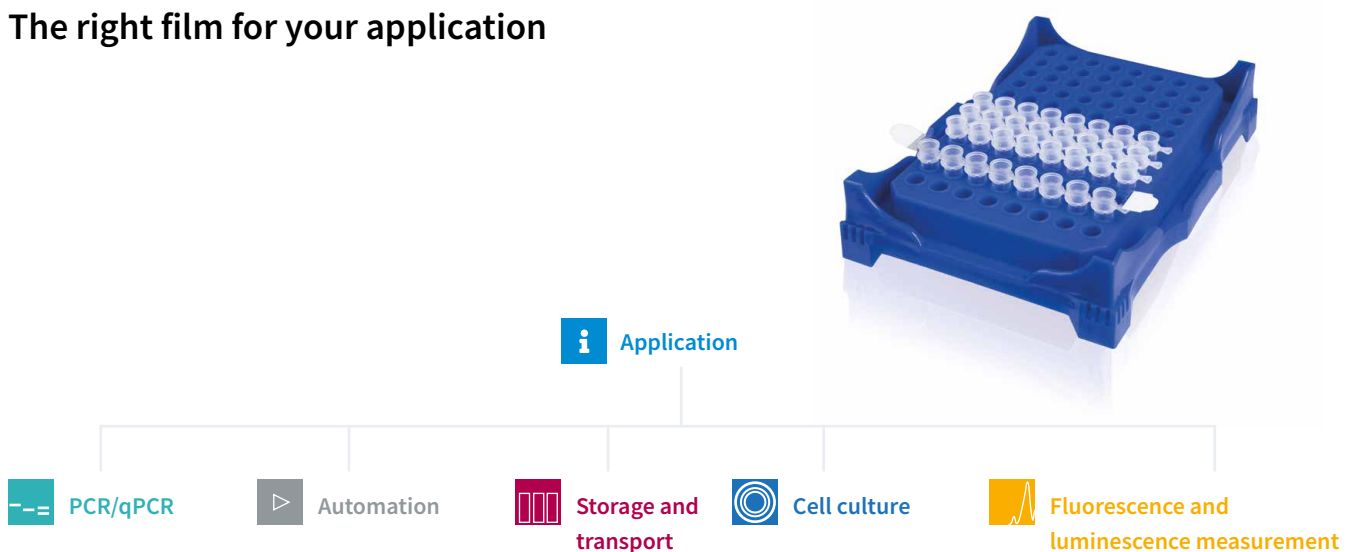 The right film for your application
Application
PCR/qPCR
Automation
Storage and
transport
Cell culture
Fluorescence and
luminescence measurement